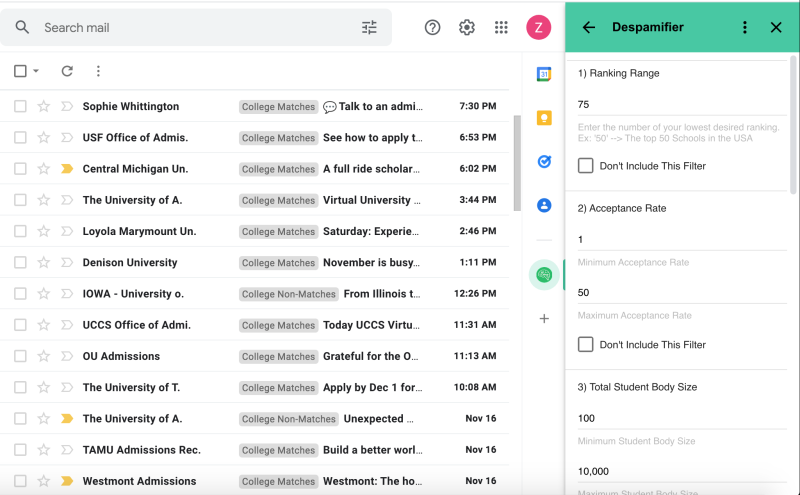 Search mail
Z
Sophie Whittington College Matches 💬 Talk to an admi... 7:30 PM
USF Office of Admis. College Matches See how to apply t... 6:53 PM
Central Michigan Un. College Matches A full ride scholar... 6:02 PM
The University of A. College Matches Virtual University ... 3:44 PM
Loyola Marymount Un. College Matches Saturday: Experie... 2:46 PM
Denison University College Matches November is busy... 1:11 PM
IOWA - University o. College Non-Matches From Illinois t... 12:26 PM
UCCS Office of Admi. College Matches Today UCCS Virtu... 11:31 AM
OU Admissions College Matches Grateful for the O... 11:13 AM
The University of T. College Matches Apply by Dec 1 for... 10:08 AM
The University of A. College Non-Matches Unexpected ... Nov 16
TAMU Admissions Rec. College Matches Build a better worl... Nov 16
Westmont Admissions College Matches Westmont: The ho... Nov 16
31
Despamifier
1) Ranking Range
75
Enter the number of your lowest desired ranking.
Ex: '50' --> The top 50 Schools in the USA
Don't Include This Filter
2) Acceptance Rate
1
Minimum Acceptance Rate
50
Maximum Acceptance Rate
Don't Include This Filter
3) Total Student Body Size
100
Minimum Student Body Size
10,000
Maximum Student Body Size